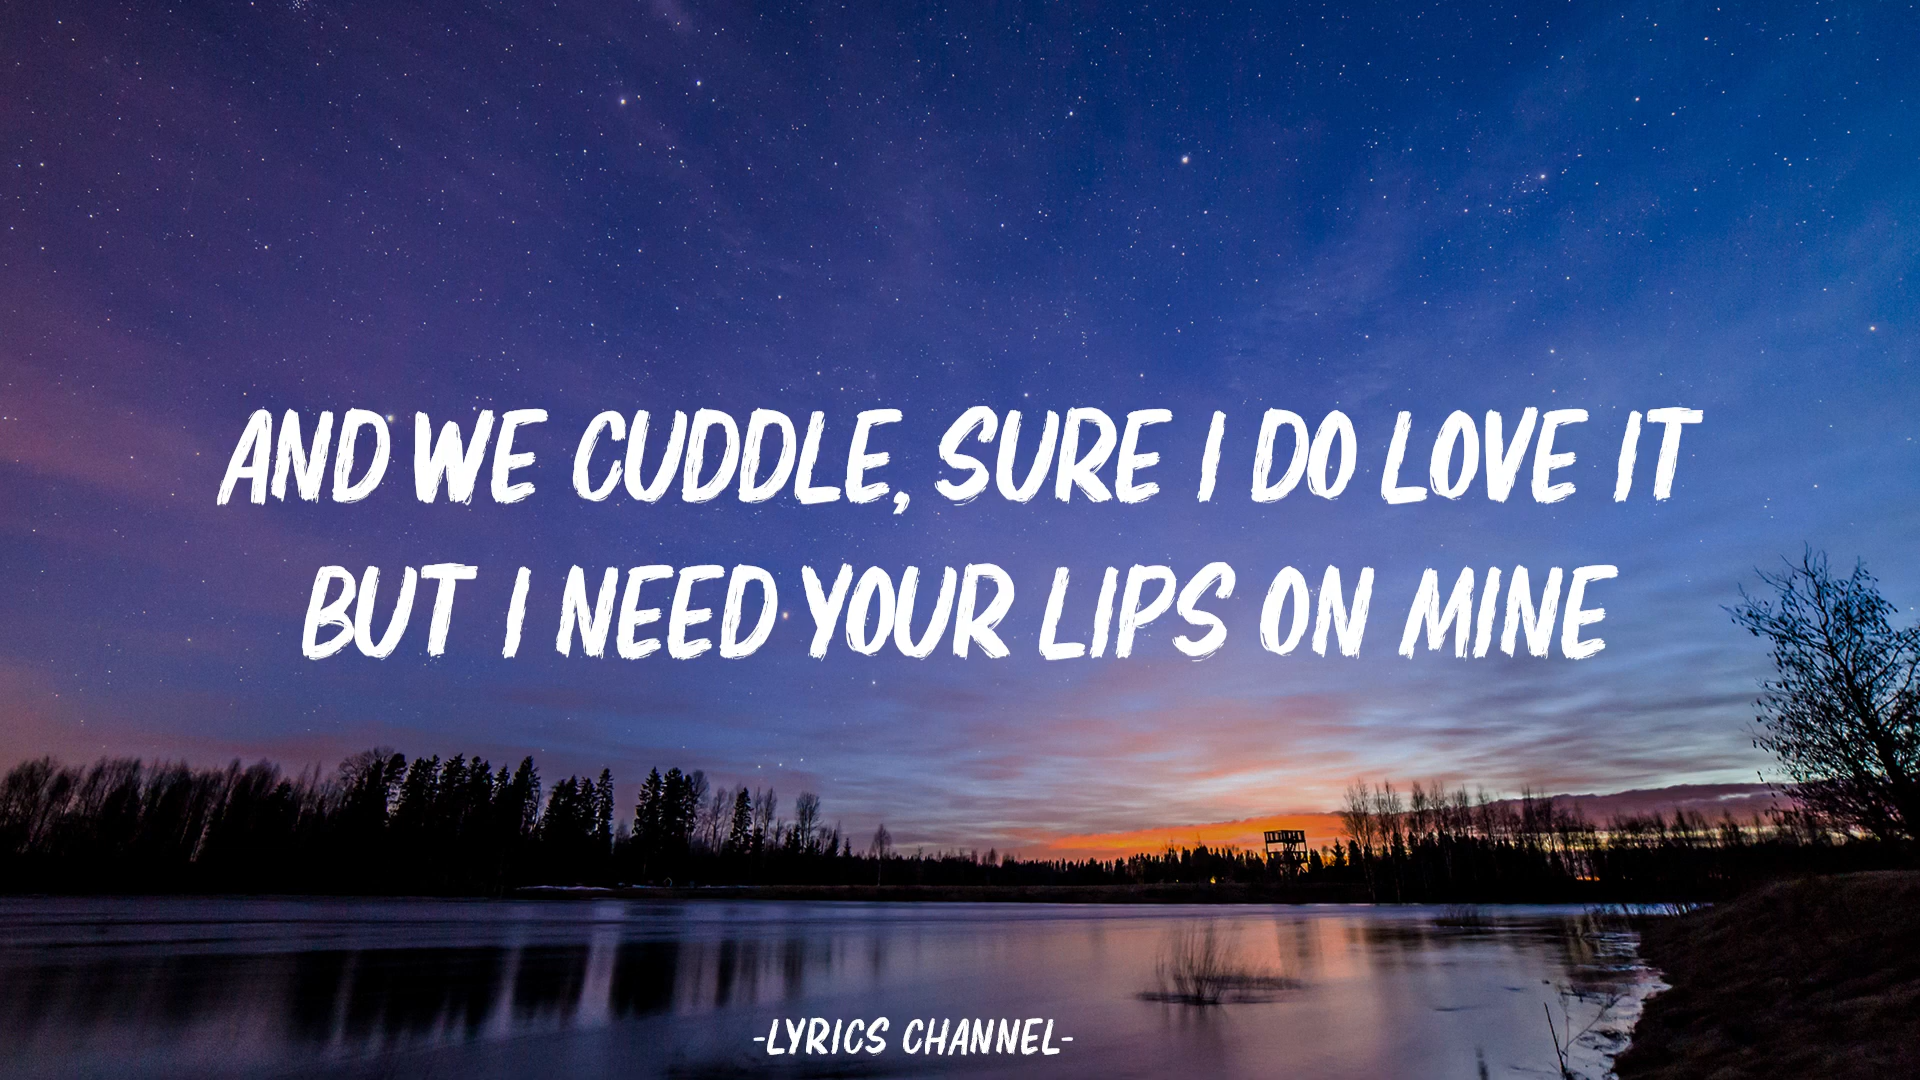 AND WE CUDDLE, SURE I DO LOVE IT
BUT I NEED YOUR LIPS ON MINE
-LYRICS CHANNEL-